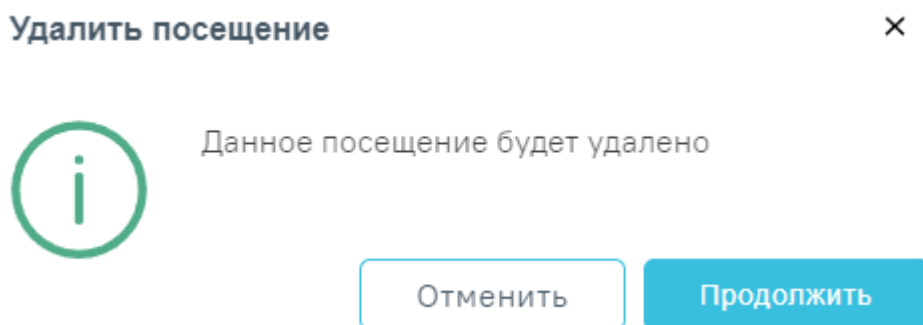 Удалить посещение
Данное посещение будет удалено
Отменить
Продолжить